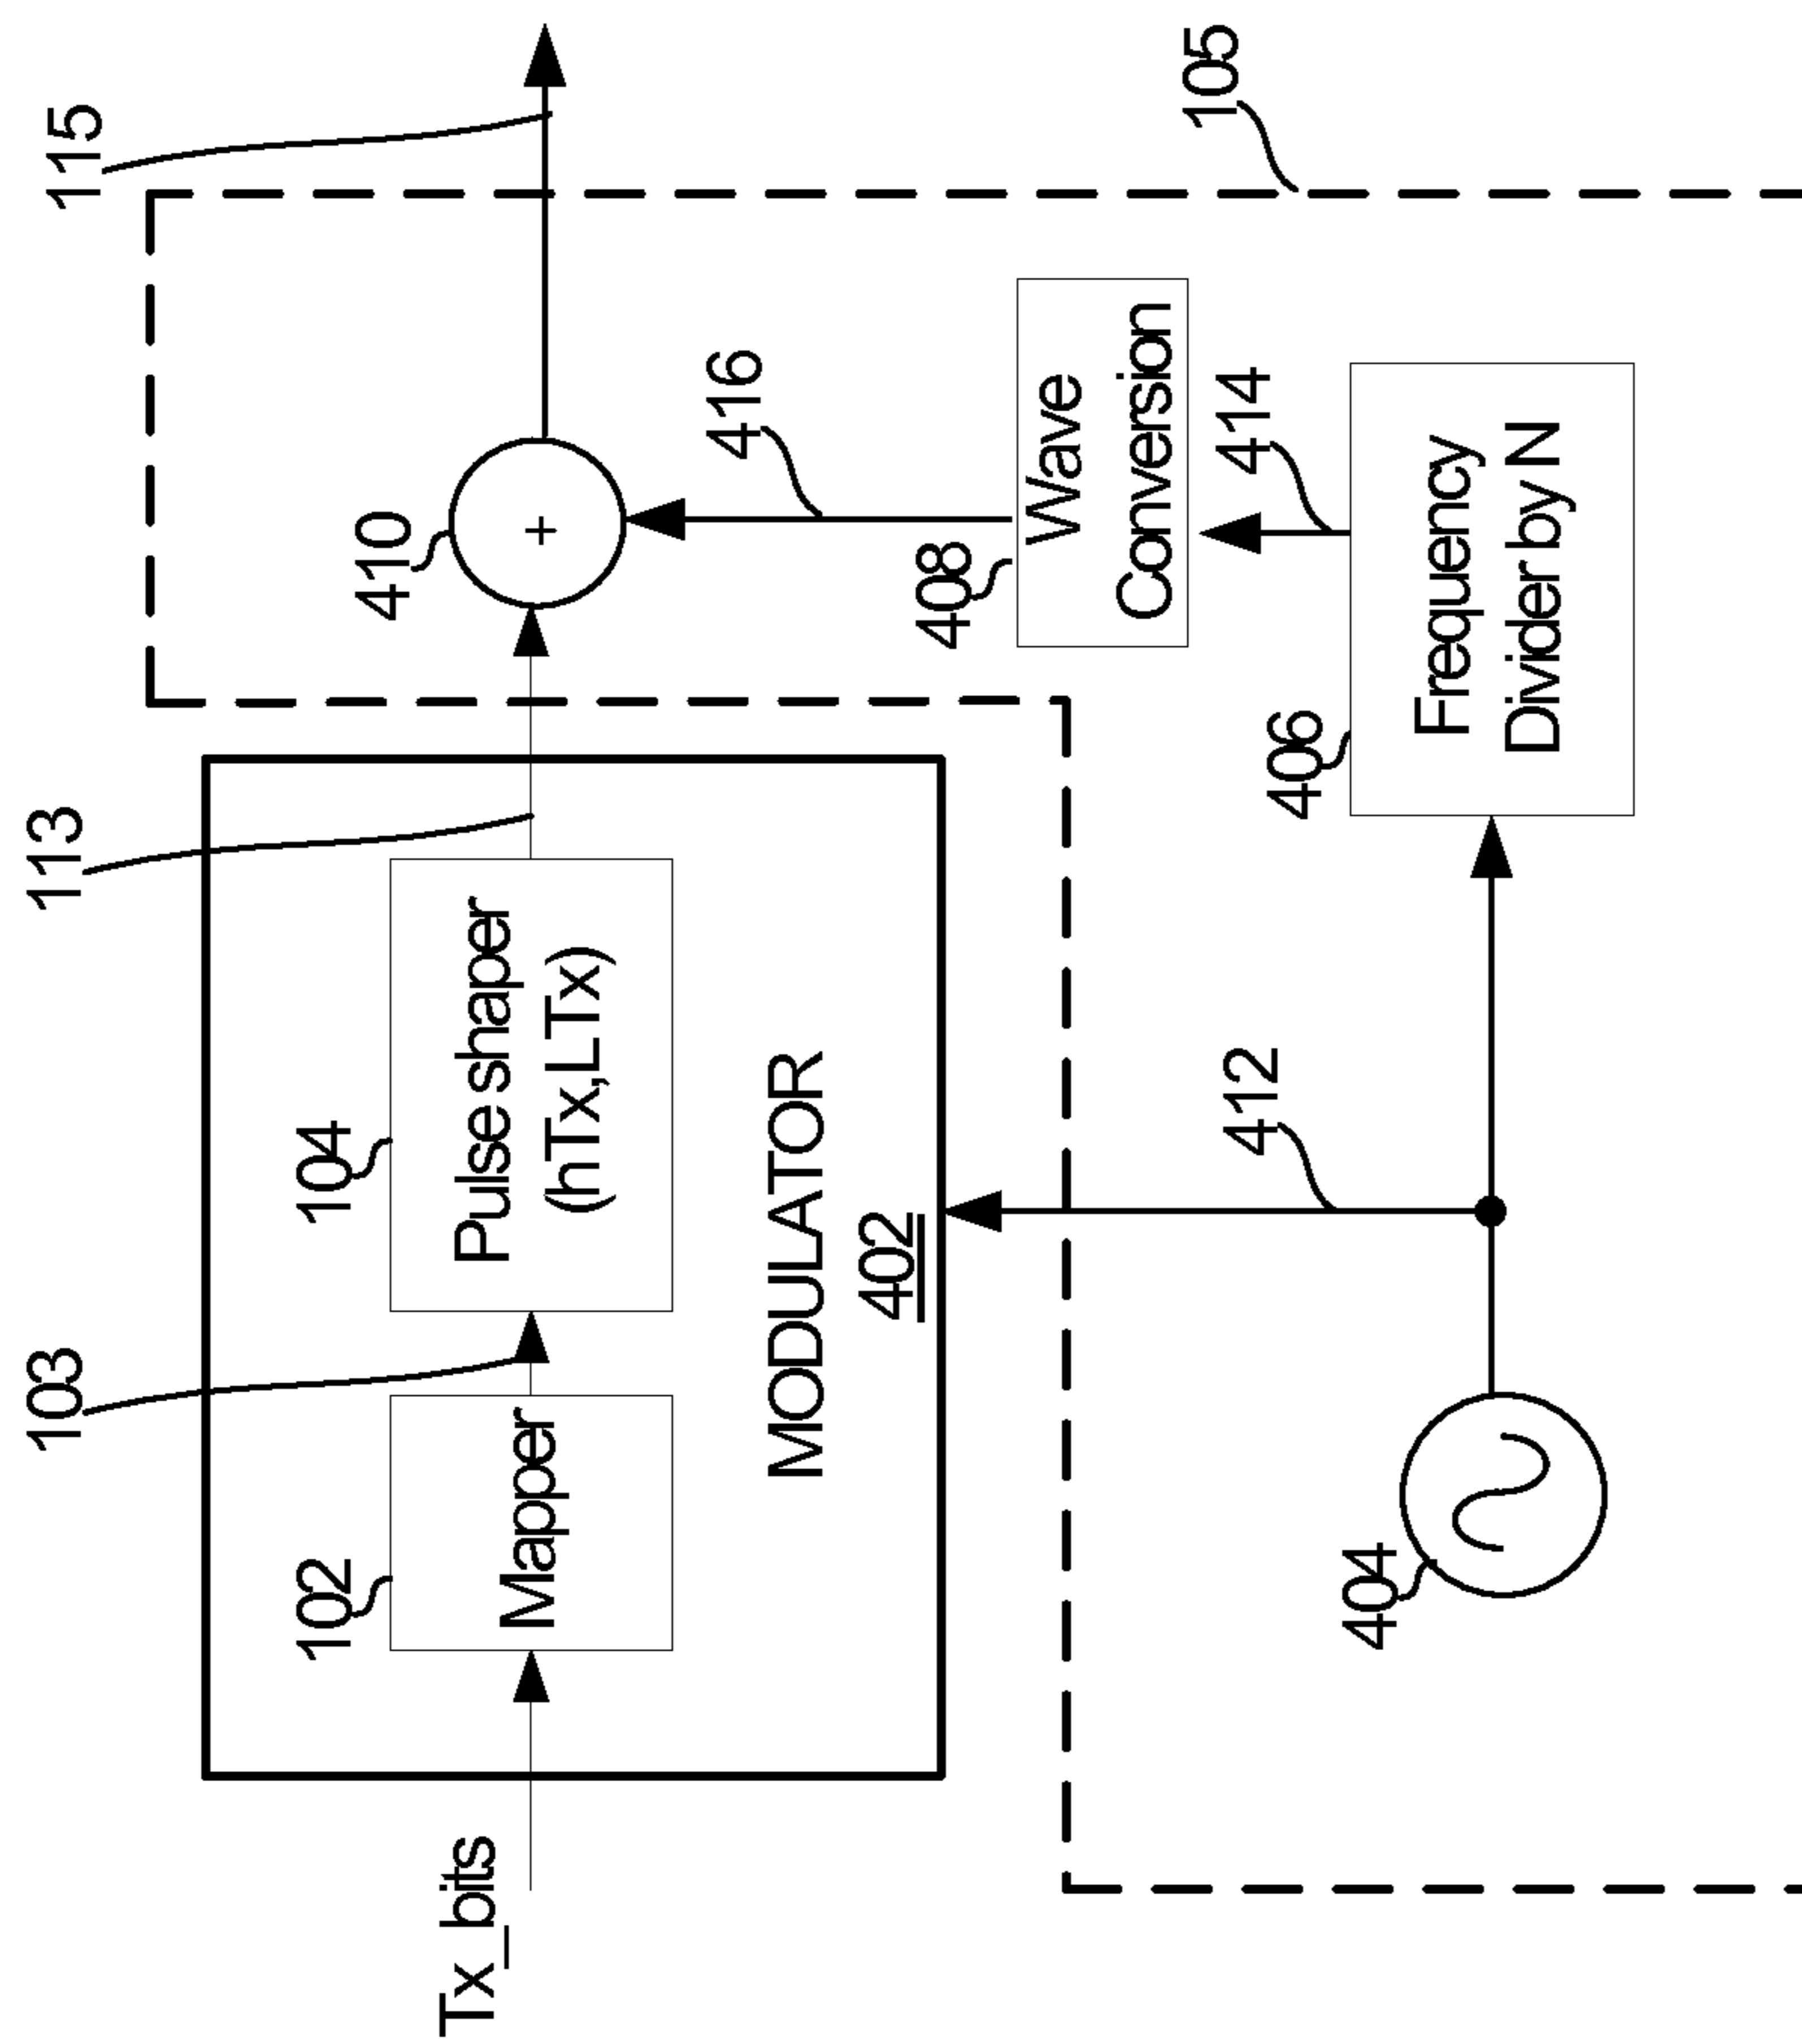 115
113
103
105
410
416
104
Pulse shaper
(hTx,LTx)
102
Mapper
MODULATOR
402
Tx_bits
408
Wave
Conversion
414
412
406
Frequency
Divider by N
404
+